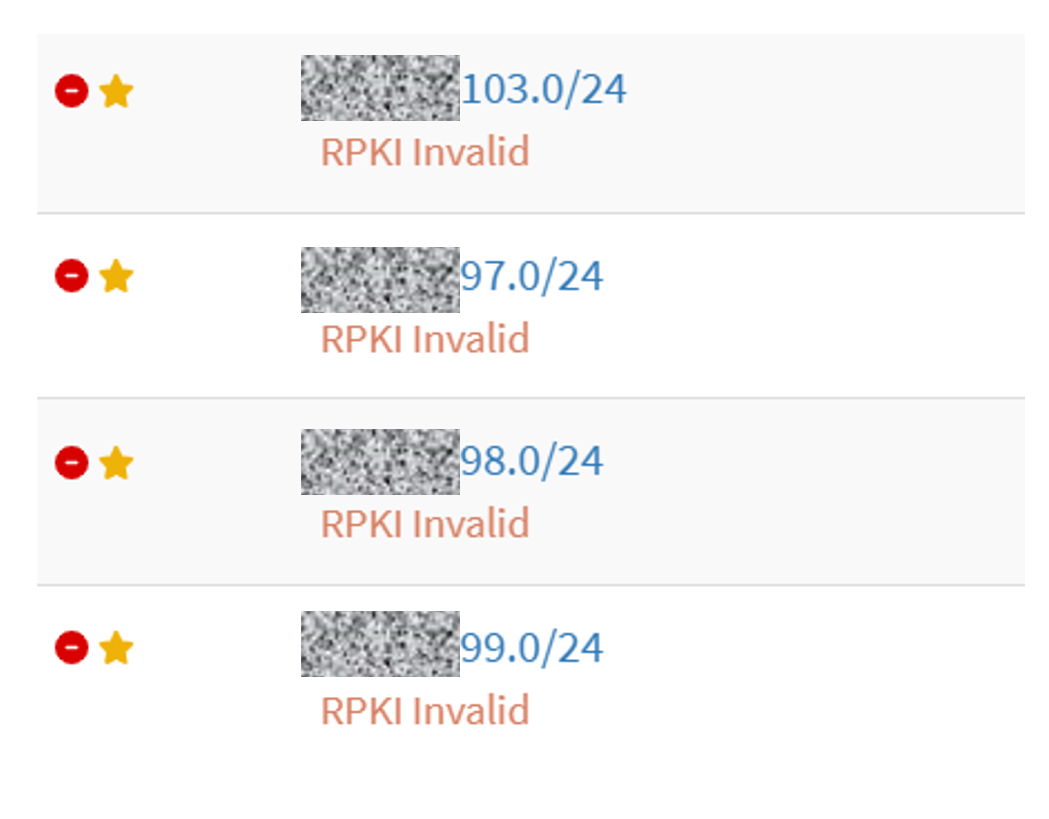 103.0/24
RPKI Invalid
97.0/24
RPKI Invalid
98.0/24
RPKI Invalid
99.0/24
RPKI Invalid